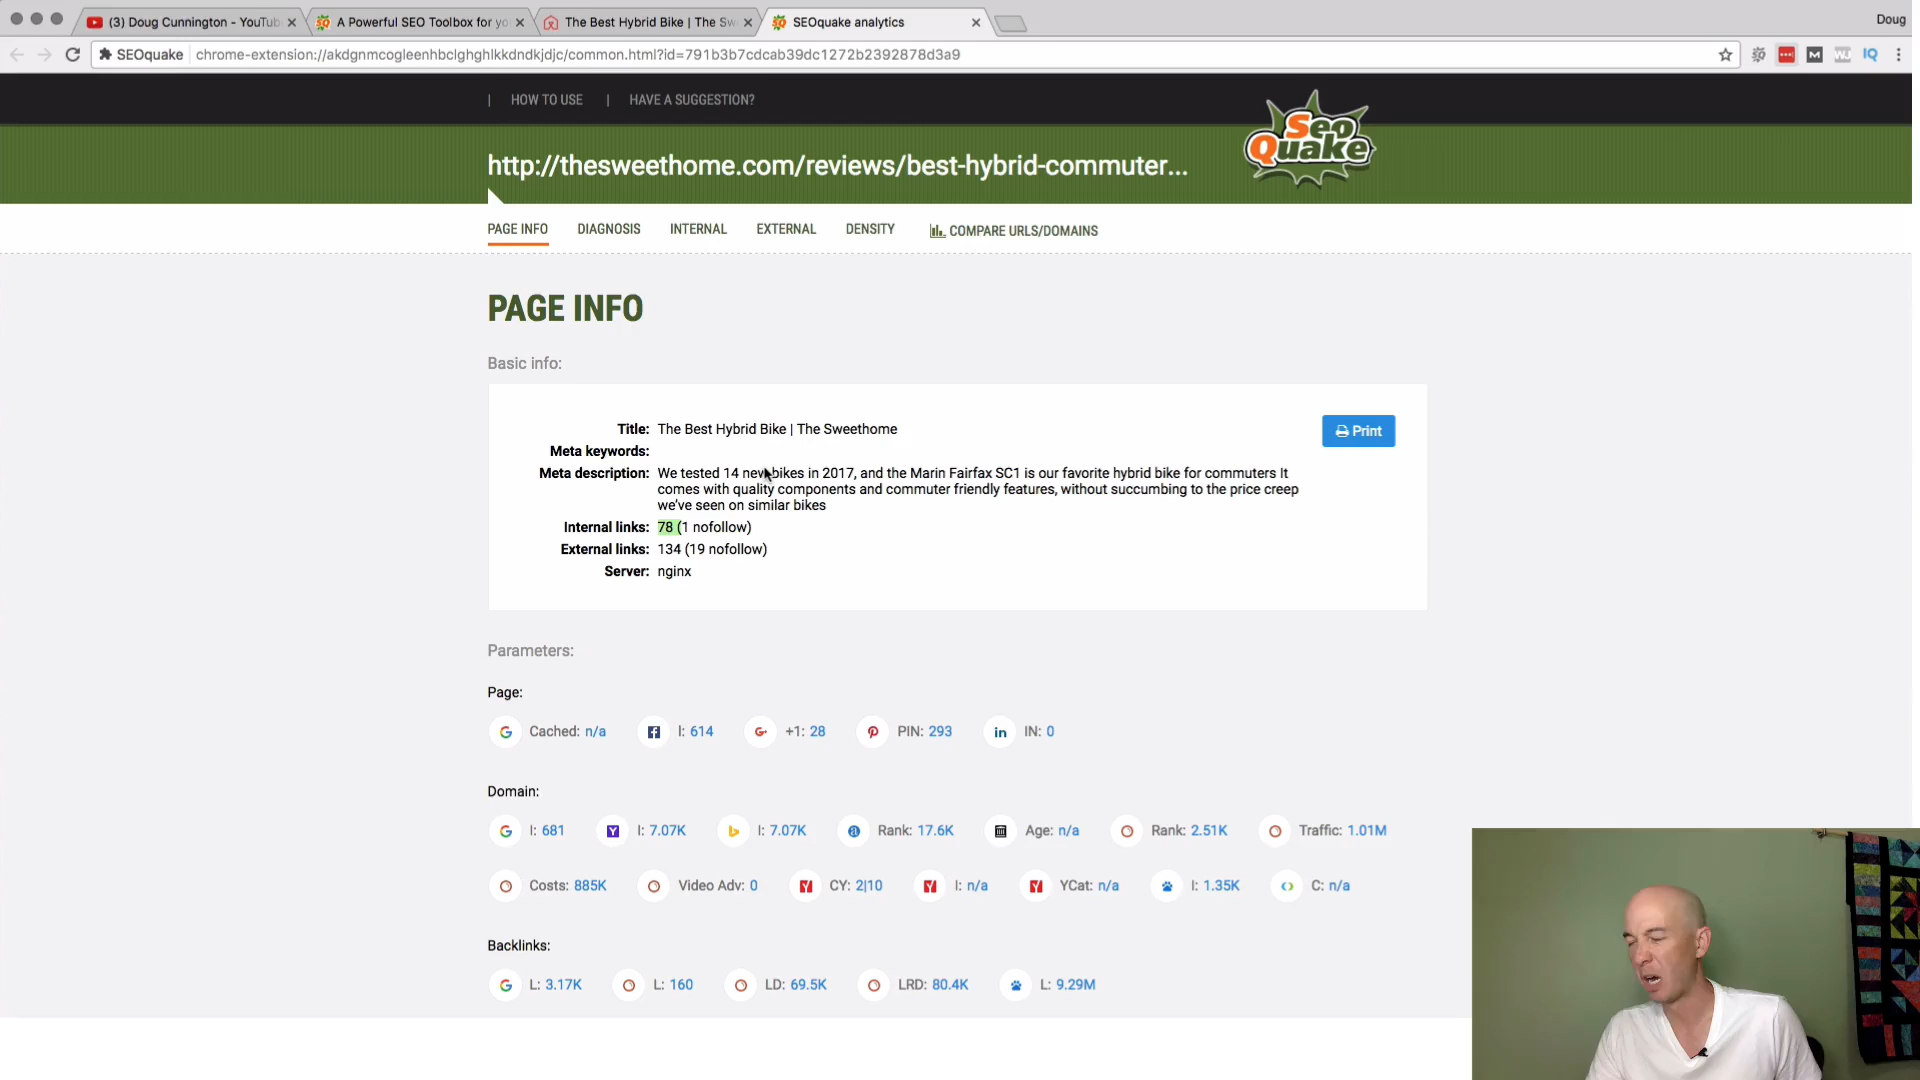 (3) Doug Cunnington - YouTub
A Powerful SEO Toolbox for yo
The Best Hybrid Bike | The Sw
SEOquake analytics
Doug
SEOquake
chrome-extension://akdgnmcogleenhbclghghlkkdndkjdjc/common.html?id=791b3b7cdcab39dc1272b2392878d3a9
| HOW TO USE | HAVE A SUGGESTION?
Seo
Quake
http://thesweethome.com/reviews/best-hybrid-commuter...
PAGE INFO DIAGNOSIS INTERNAL EXTERNAL DENSITY COMPARE URLS/DOMAINS
PAGE INFO
Basic info:
Title: The Best Hybrid Bike | The Sweethome
Print
Meta keywords:
Meta description: We tested 14 new bikes in 2017, and the Marin Fairfax SC1 is our favorite hybrid bike for commuters It
comes with quality components and commuter friendly features, without succumbing to the price creep
we've seen on similar bikes
Internal links: 78 (1 nofollow)
External links: 134 (19 nofollow)
Server: nginx
Parameters:
Page:
Cached: n/a l: 614 +1: 28 PIN: 293 IN: 0
Domain:
I: 681 I: 7.07K I: 7.07K Rank: 17.6K Age: n/a Rank: 2.51K Traffic: 1.01M
Costs: 885K Video Adv: 0 CY: 2|10 I: n/a YCat: n/a I: 1.35K C: n/a
Backlinks:
L: 3.17K L: 160 LD: 69.5K LRD: 80.4K L: 9.29M